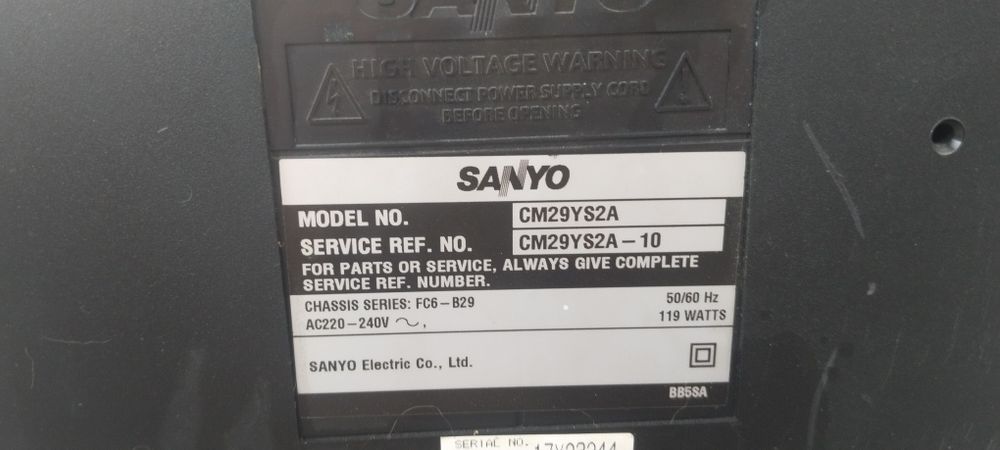 SANYO
HIGH VOLTAGE WARNING
DISCONNECT POWER SUPPLY CORD
BEFORE OPENING
SANYO
MODEL NO. CM29YS2A
SERVICE REF. NO. CM29YS2A-10
FOR PARTS OR SERVICE, ALWAYS GIVE COMPLETE
SERVICE REF. NUMBER.
CHASSIS SERIES: FC6-B29 50/60 Hz
AC220-240V ～, 119 WATTS
SANYO Electric Co., Ltd.
BB5SA
SERIAL NO.